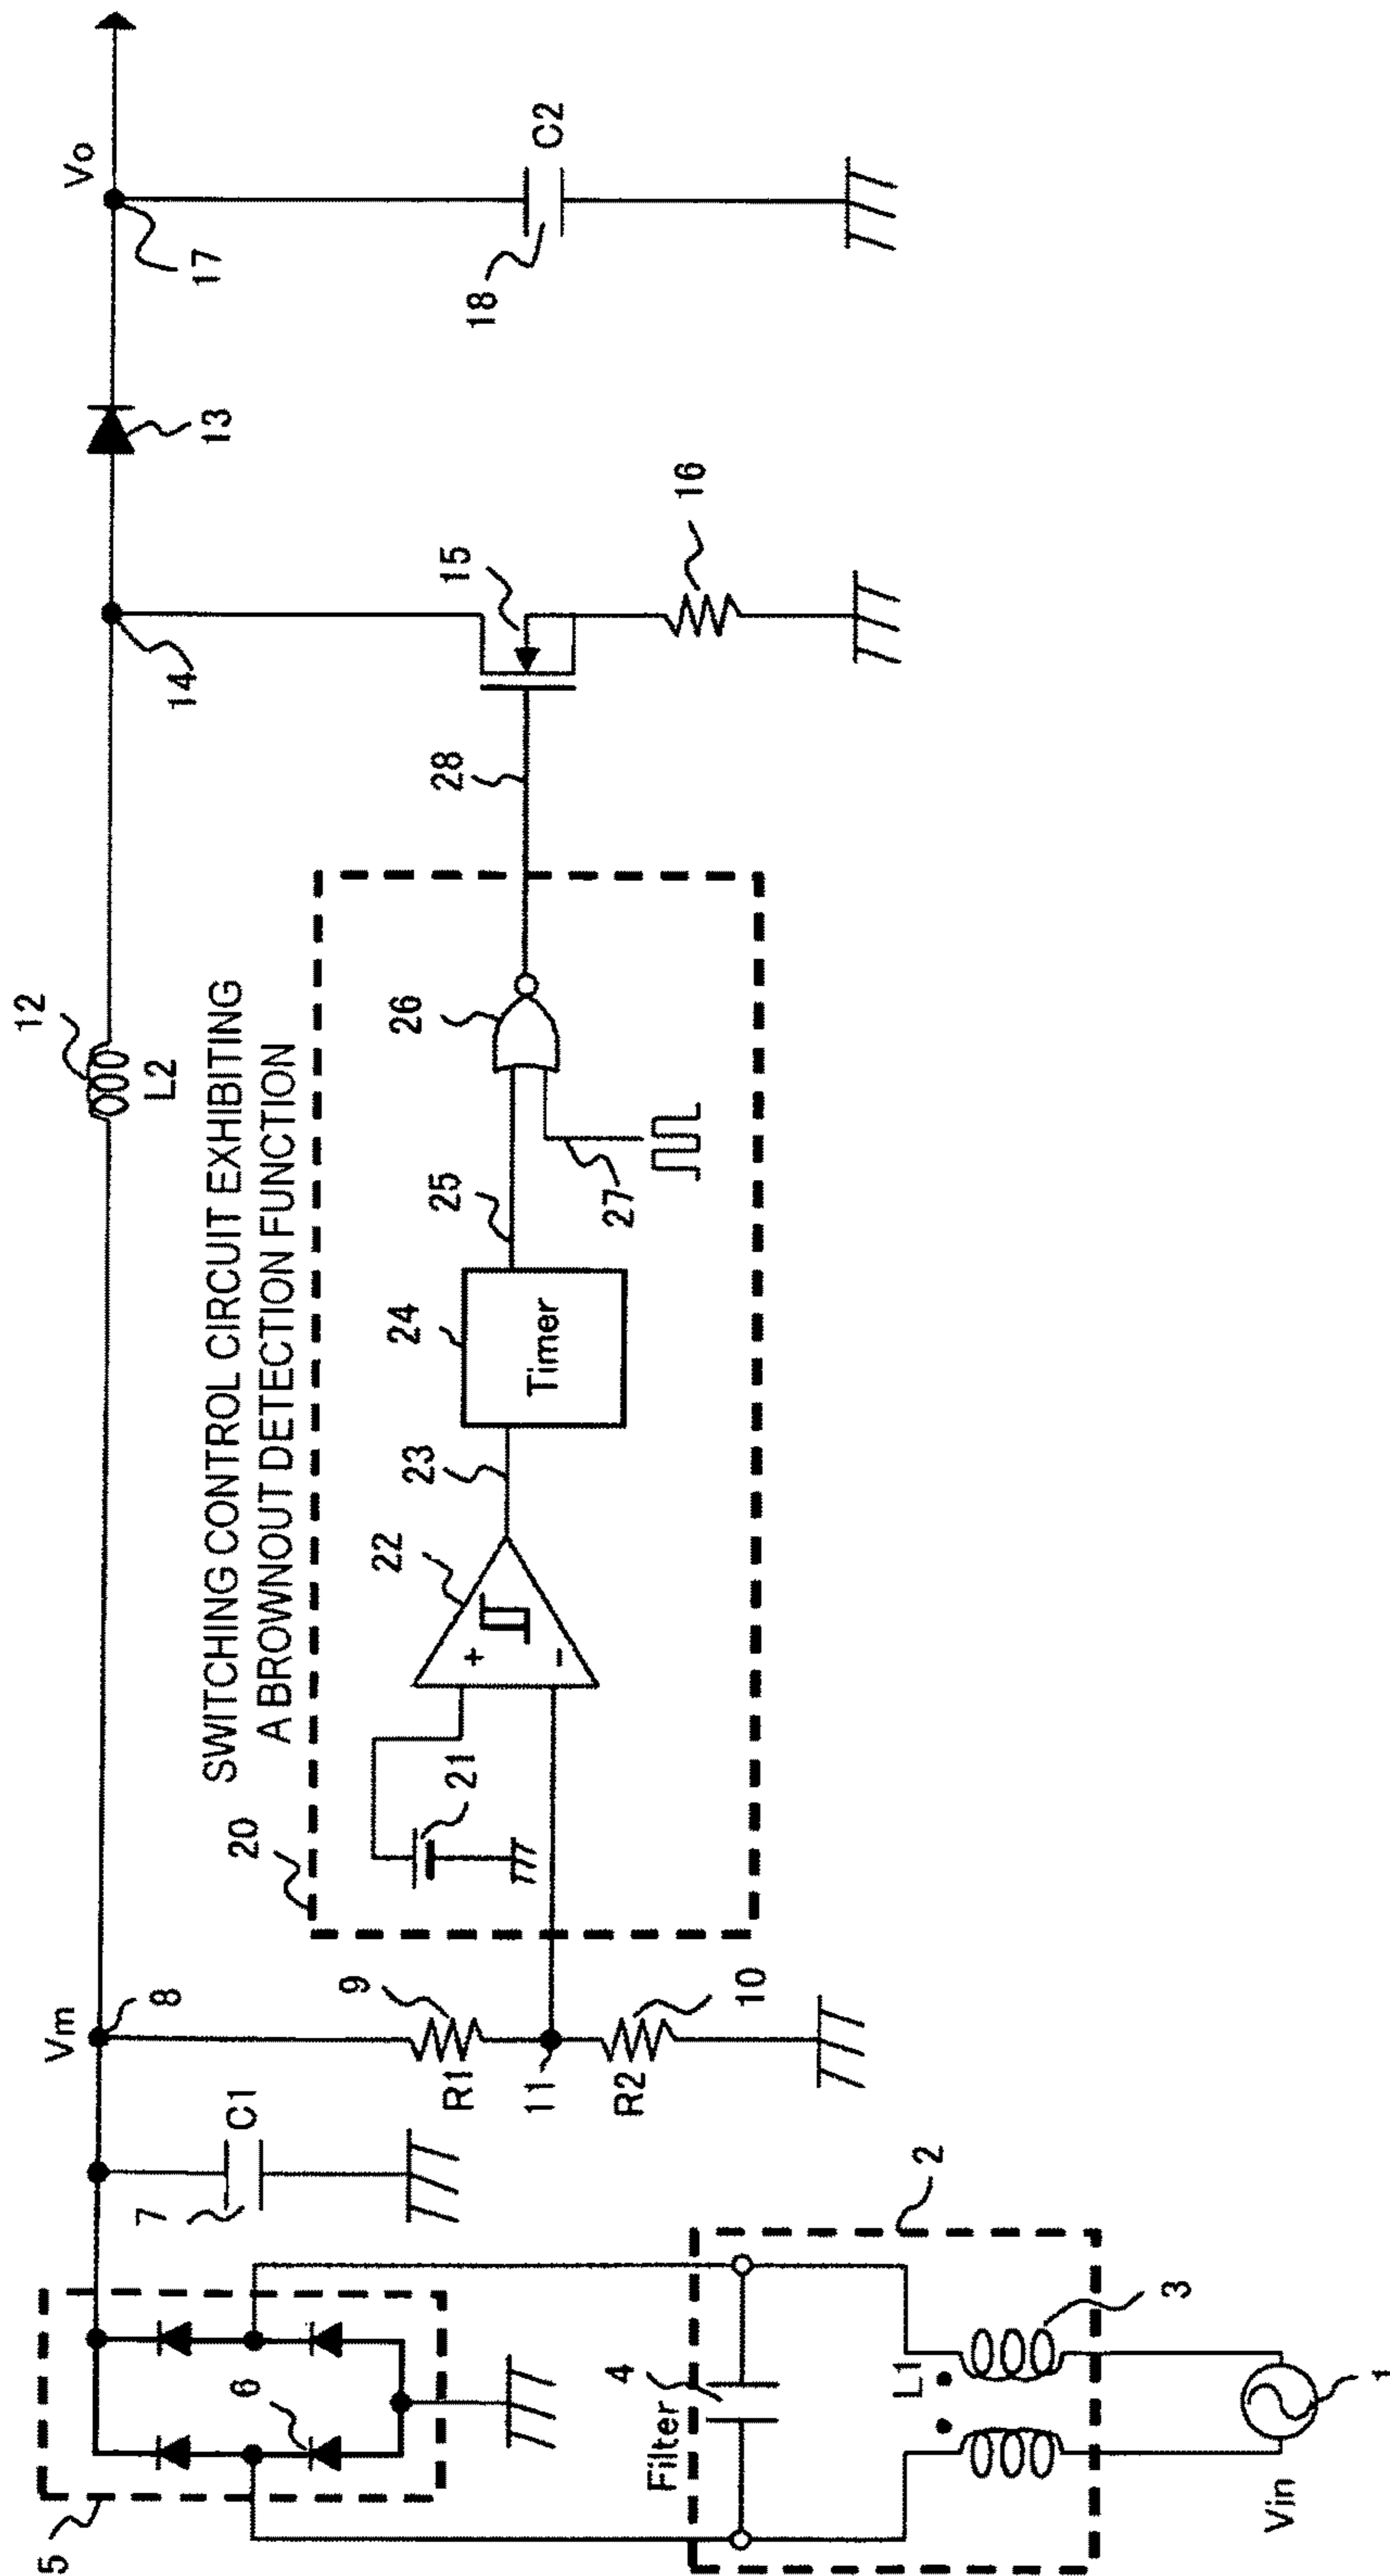 Vin
1
2
3
L1
4
Filter
5
6
7
C1
Vm
8
9
R1
10
R2
11
20
SWITCHING CONTROL CIRCUIT EXHIBITING
A BROWNOUT DETECTION FUNCTION
21
22
+
−
23
24
Timer
25
26
27
28
12
L2
14
15
16
13
Vo
17
18
C2